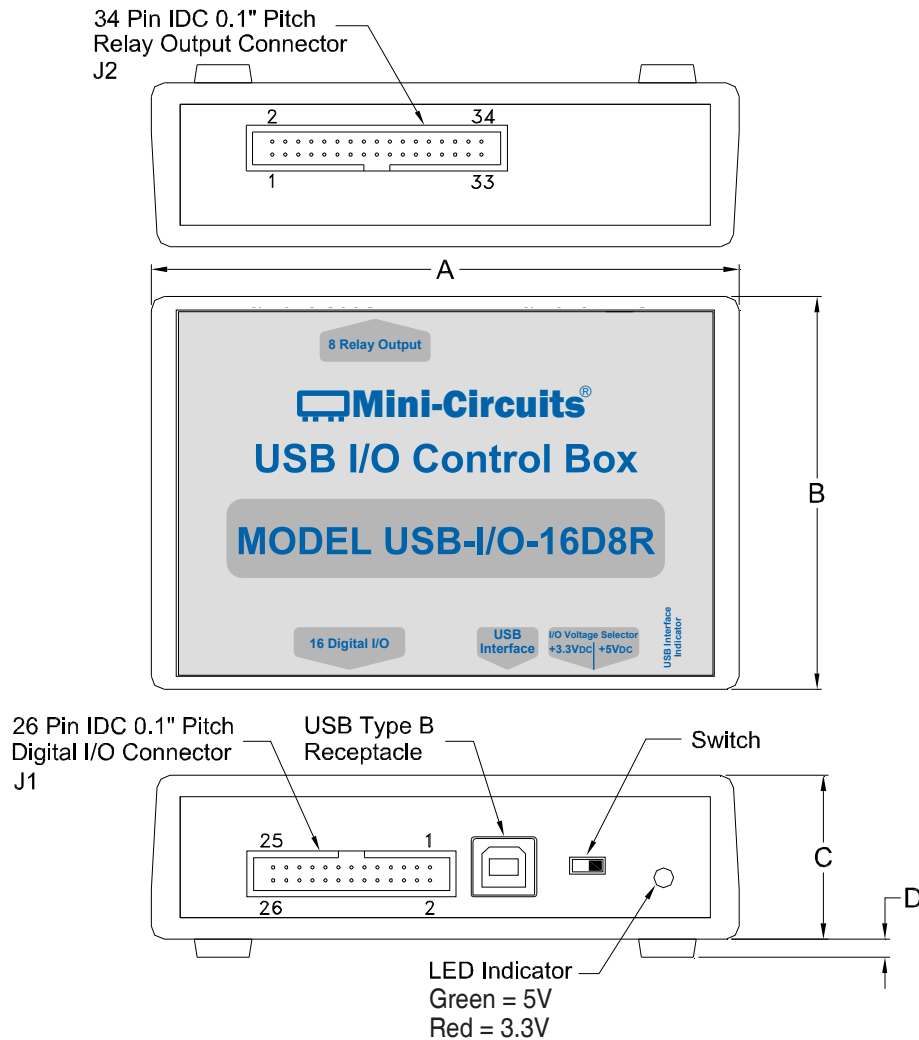 34 Pin IDC 0.1" Pitch
Relay Output Connector
J2
2
34
1
33
A
8 Relay Output
Mini-Circuits®
USB I/O Control Box
MODEL USB-I/O-16D8R
B
16 Digital I/O
USB
Interface
I/O Voltage Selector
+3.3VDC
+5VDC
USB Interface
Indicator
26 Pin IDC 0.1" Pitch
Digital I/O Connector
J1
USB Type B
Receptacle
Switch
25
1
26
2
C
D
LED Indicator
Green = 5V
Red = 3.3V